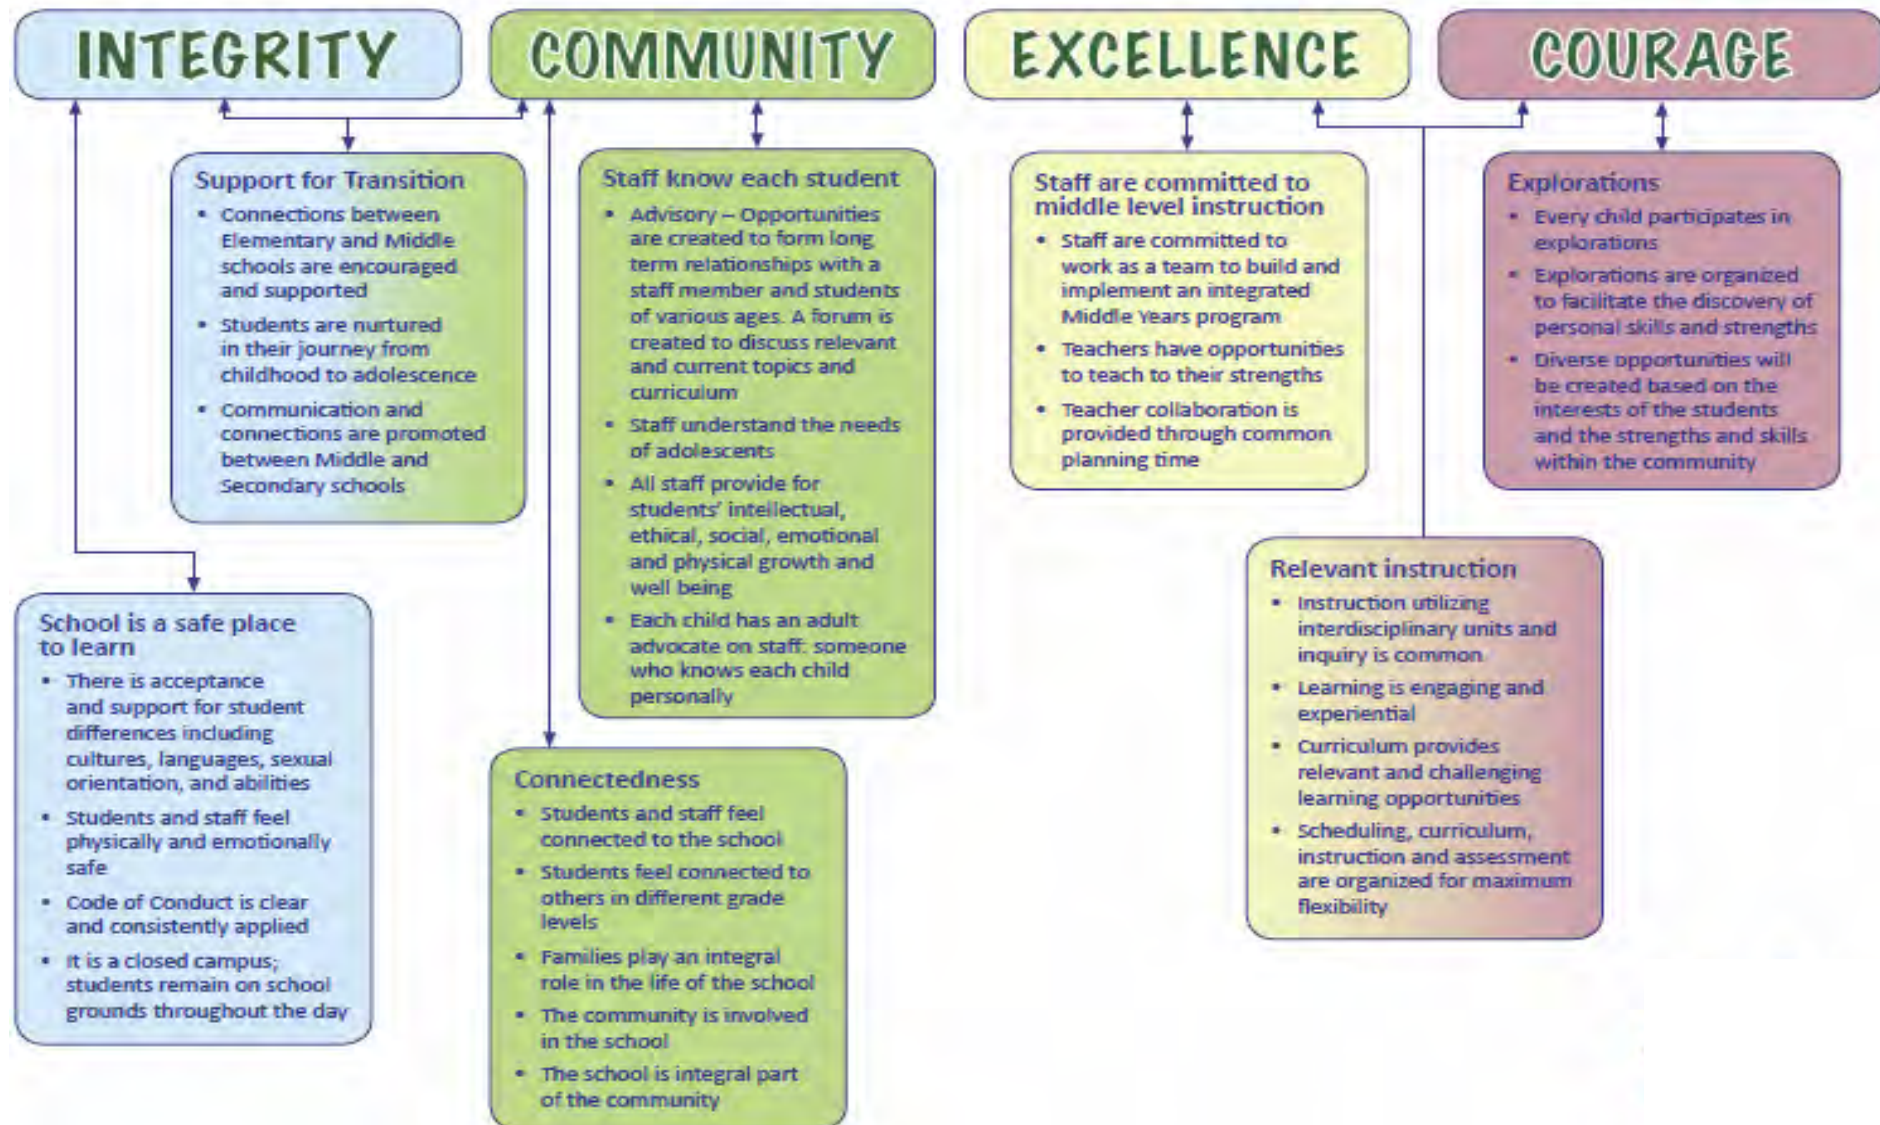 INTEGRITY
COMMUNITY
EXCELLENCE
COURAGE
Support for Transition
• Connections between
Elementary and Middle
schools are encouraged
and supported
• Students are nurtured
in their journey from
childhood to adolescence
• Communication and
connections are promoted
between Middle and
Secondary schools
School is a safe place
to learn
• There is acceptance
and support for student
differences including
cultures, languages, sexual
orientation, and abilities
• Students and staff feel
physically and emotionally
safe
• Code of Conduct is clear
and consistently applied
• It is a closed campus;
students remain on school
grounds throughout the day
Staff know each student
• Advisory – Opportunities
are created to form long
term relationships with a
staff member and students
of various ages. A forum is
created to discuss relevant
and current topics and
curriculum
• Staff understand the needs
of adolescents
• All staff provide for
students' intellectual,
ethical, social, emotional
and physical growth and
well being
• Each child has an adult
advocate on staff: someone
who knows each child
personally
Connectedness
• Students and staff feel
connected to the school
• Students feel connected to
others in different grade
levels
• Families play an integral
role in the life of the school
• The community is involved
in the school
• The school is integral part
of the community
Staff are committed to
middle level instruction
• Staff are committed to
work as a team to build and
implement an integrated
Middle Years program
• Teachers have opportunities
to teach to their strengths
• Teacher collaboration is
provided through common
planning time
Explorations
• Every child participates in
explorations
• Explorations are organized
to facilitate the discovery of
personal skills and strengths
• Diverse opportunities will
be created based on the
interests of the students
and the strengths and skills
within the community
Relevant instruction
• Instruction utilizing
interdisciplinary units and
inquiry is common
• Learning is engaging and
experiential
• Curriculum provides
relevant and challenging
learning opportunities
• Scheduling, curriculum,
instruction and assessment
are organized for maximum
flexibility